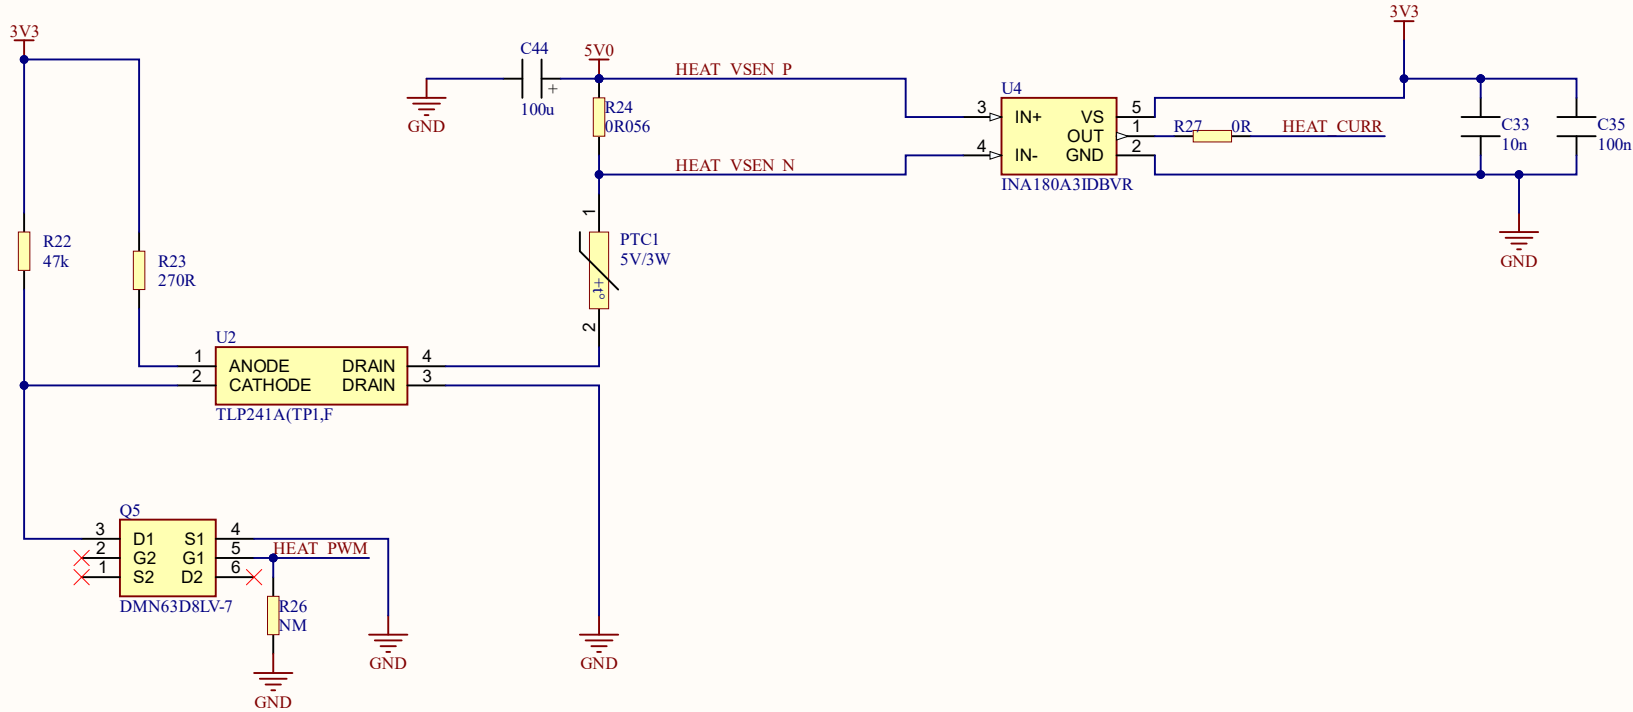 3V3
R22
47k
R23
270R
U2
1 ANODE DRAIN 4
2 CATHODE DRAIN 3
TLP241A(TP1,F
Q5
3 D1 S1 4
2 G2 G1 5
1 S2 D2 6
DMN63D8LV-7
HEAT_PWM
R26
NM
GND
GND
GND
C44
100u
+
GND
5V0
R24
0R056
HEAT_VSEN_P
HEAT_VSEN_N
1
PTC1
5V/3W
+t°
2
U4
3 IN+ VS 5
OUT 1
4 IN- GND 2
INA180A3IDBVR
R27 0R
HEAT_CURR
3V3
C33
10n
C35
100n
GND